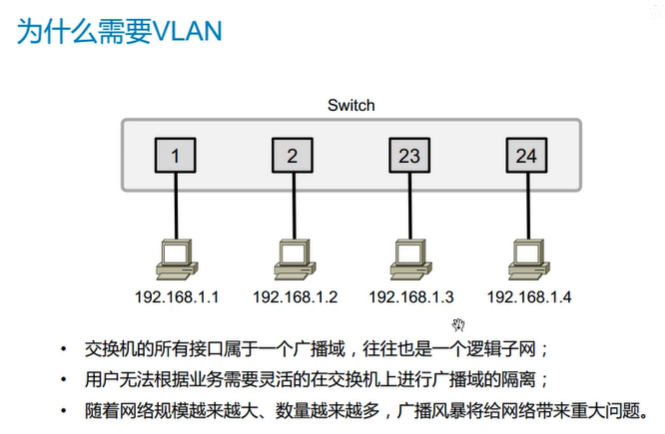 为什么需要VLAN
Switch
1 2 23 24
192.168.1.1 192.168.1.2 192.168.1.3 192.168.1.4
• 交换机的所有接口属于一个广播域，往往也是一个逻辑子网；
• 用户无法根据业务需要灵活的在交换机上进行广播域的隔离；
• 随着网络规模越来越大、数量越来越多，广播风暴将给网络带来重大问题。